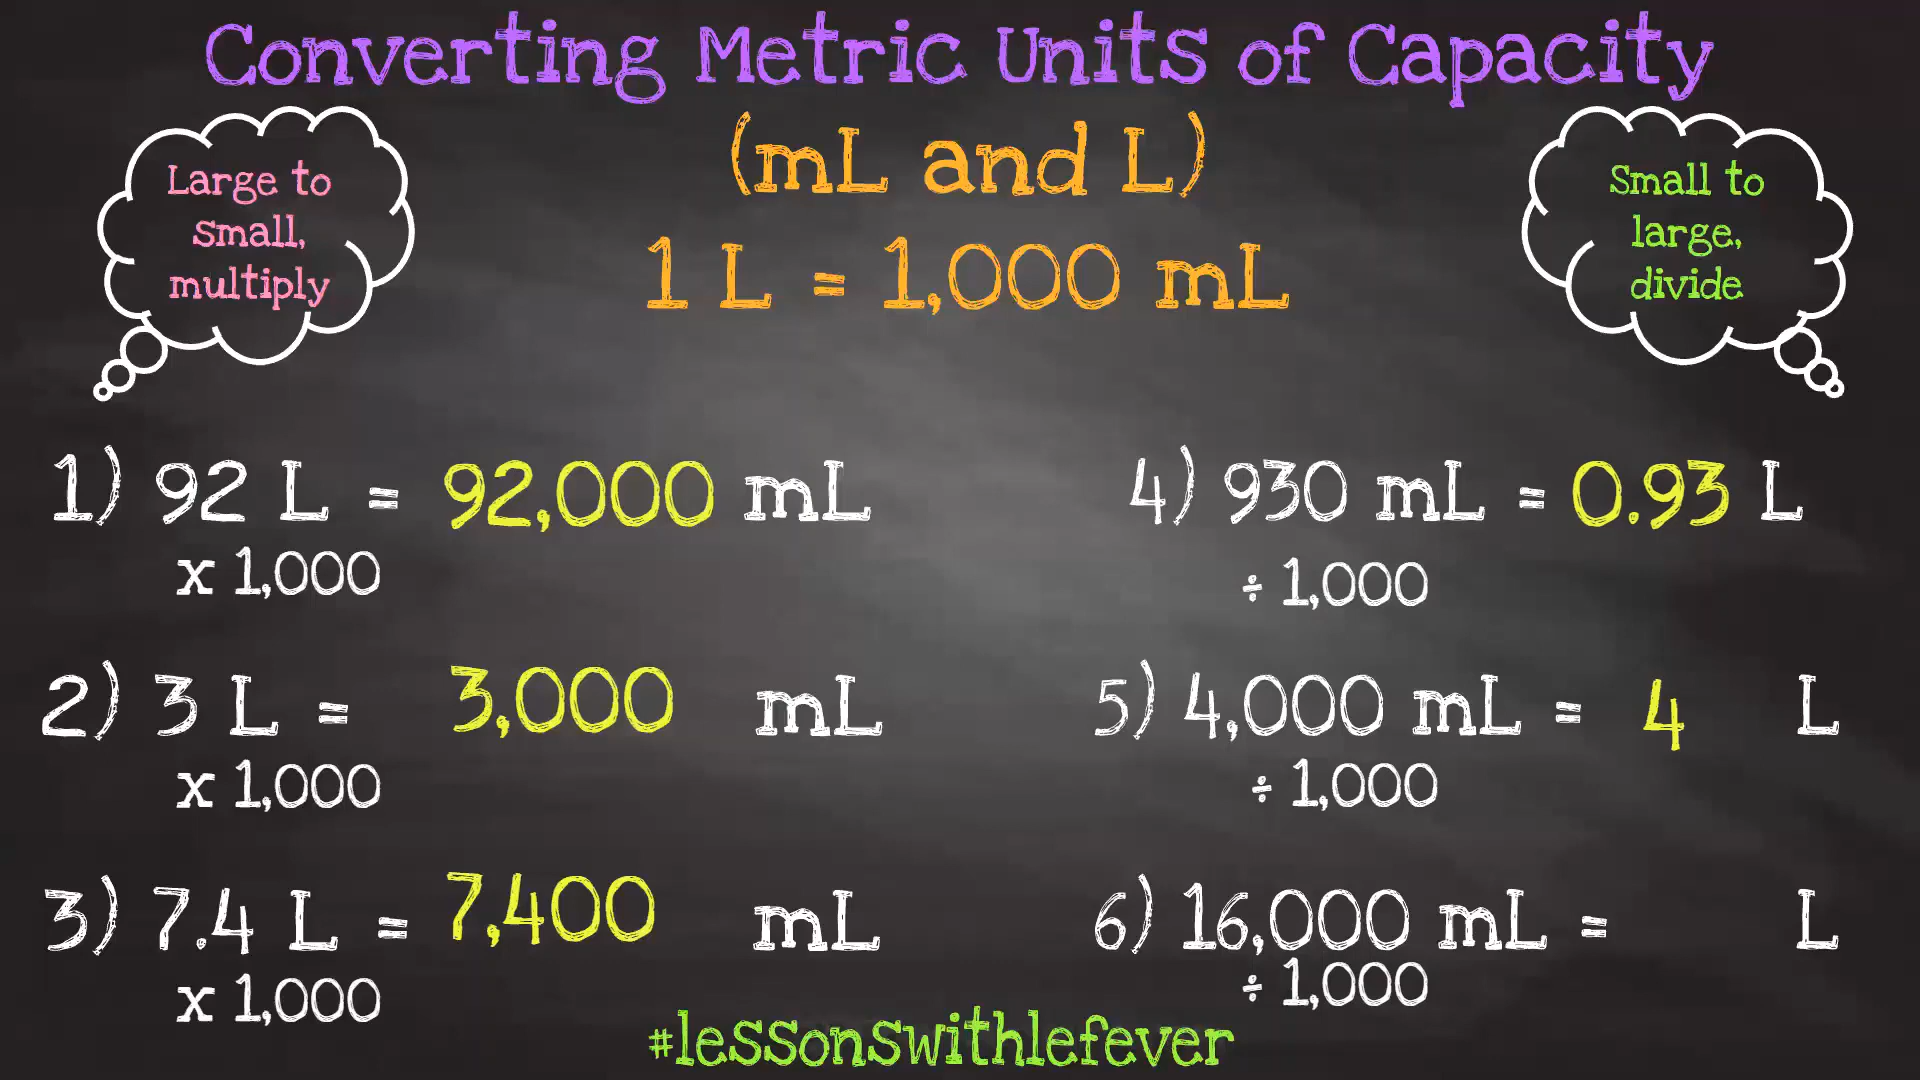 Converting Metric Units of Capacity
(mL and L)
1 L = 1,000 mL
Large to
small,
multiply
Small to
large,
divide
1) 92 L = 92,000 mL
x 1,000
2) 3 L = 3,000 mL
x 1,000
3) 7.4 L = 7,400 mL
x 1,000
4) 930 mL = 0.93 L
÷ 1,000
5) 4,000 mL = 4 L
÷ 1,000
6) 16,000 mL = L
÷ 1,000
#lessonswithlefever